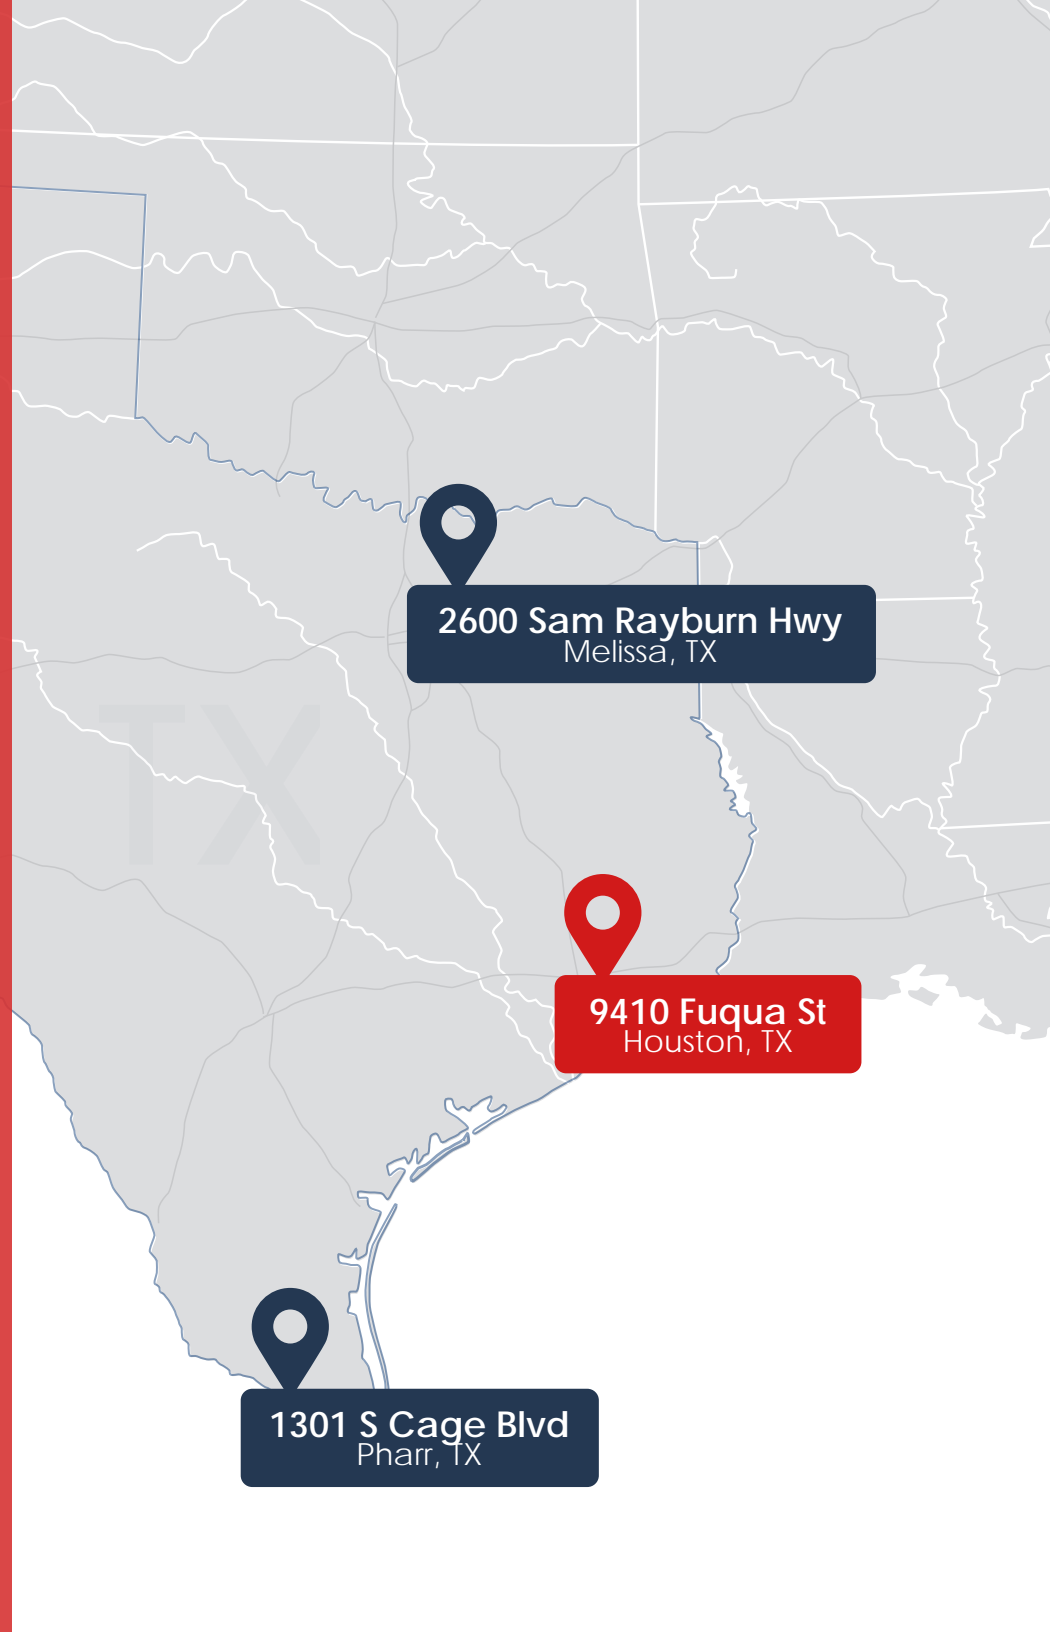 2600 Sam Rayburn Hwy
Melissa, TX
TX
9410 Fuqua St
Houston, TX
1301 S Cage Blvd
Pharr, TX